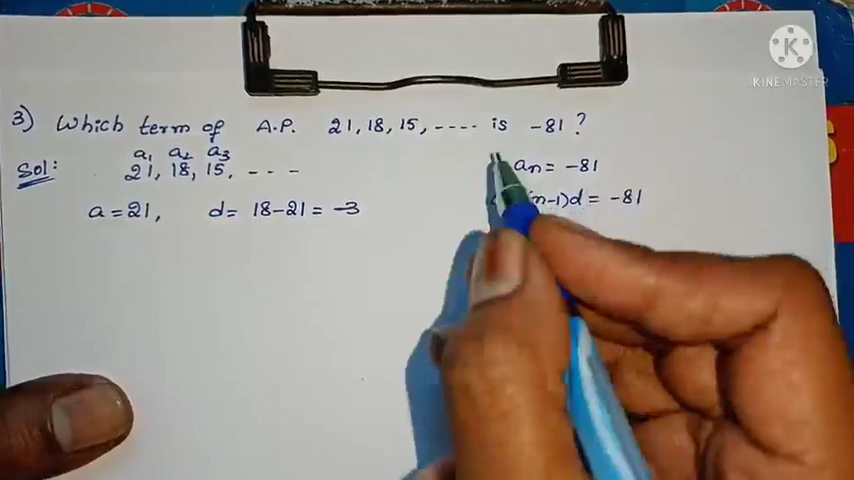 K
KINEMASTER
3) Which term of A.P. 21, 18, 15, ---- is -81?
a₁ a₂ a₃
Sol: 21, 18, 15, - - -
aₙ = -81
a = 21, d = 18-21 = -3
(n-1)d = -81